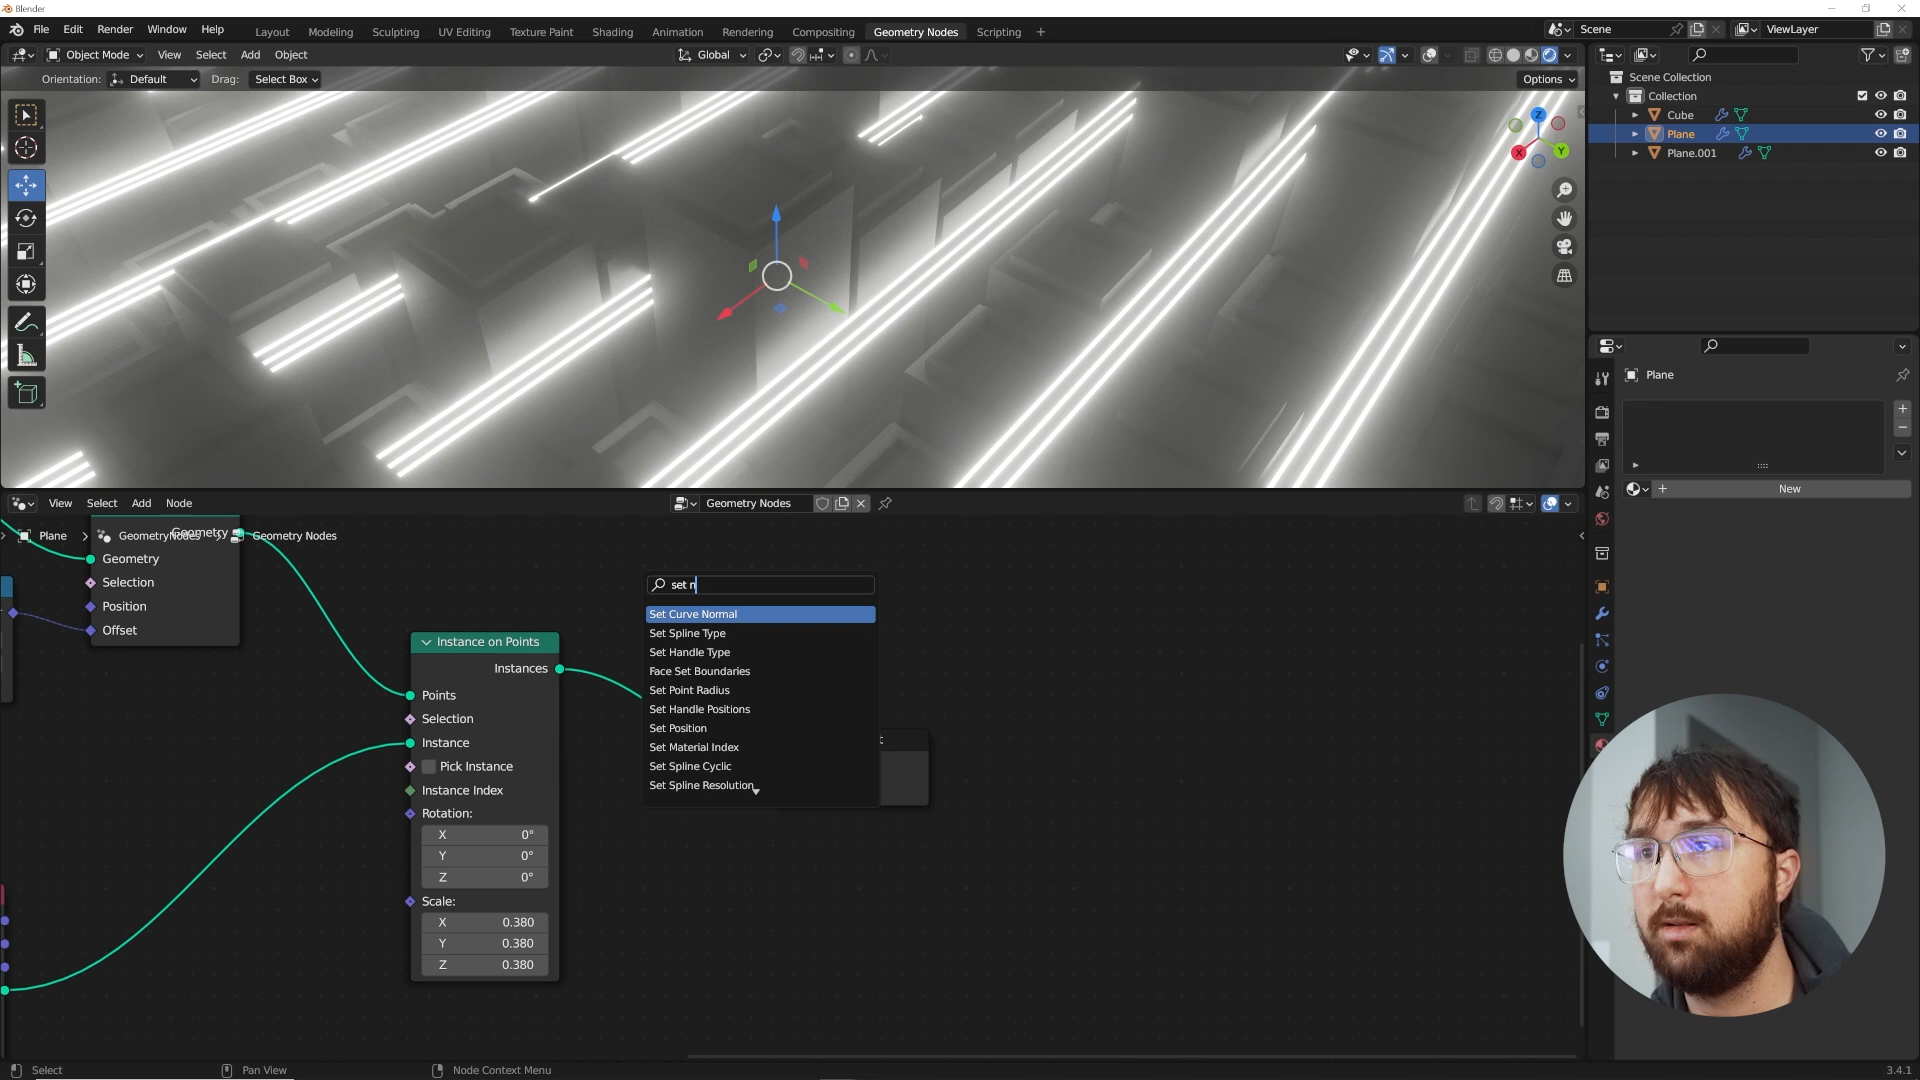 Blender
File Edit Render Window Help
Layout Modeling Sculpting UV Editing Texture Paint Shading Animation Rendering Compositing Geometry Nodes Scripting +
Scene
ViewLayer
Object Mode View Select Add Object
Global
Orientation: Default Drag: Select Box
Options
Z
X
Y
Scene Collection
Collection
Cube
Plane
Plane.001
Plane
New
View Select Add Node
Geometry Nodes
Plane > GeometryNodes > Geometry Nodes
Geometry
Geometry
Selection
Position
Offset
Instance on Points
Instances
Points
Selection
Instance
Pick Instance
Instance Index
Rotation:
X 0°
Y 0°
Z 0°
Scale:
X 0.380
Y 0.380
Z 0.380
set n
Set Curve Normal
Set Spline Type
Set Handle Type
Face Set Boundaries
Set Point Radius
Set Handle Positions
Set Position
Set Material Index
Set Spline Cyclic
Set Spline Resolution
Select
Pan View
Node Context Menu
3.4.1